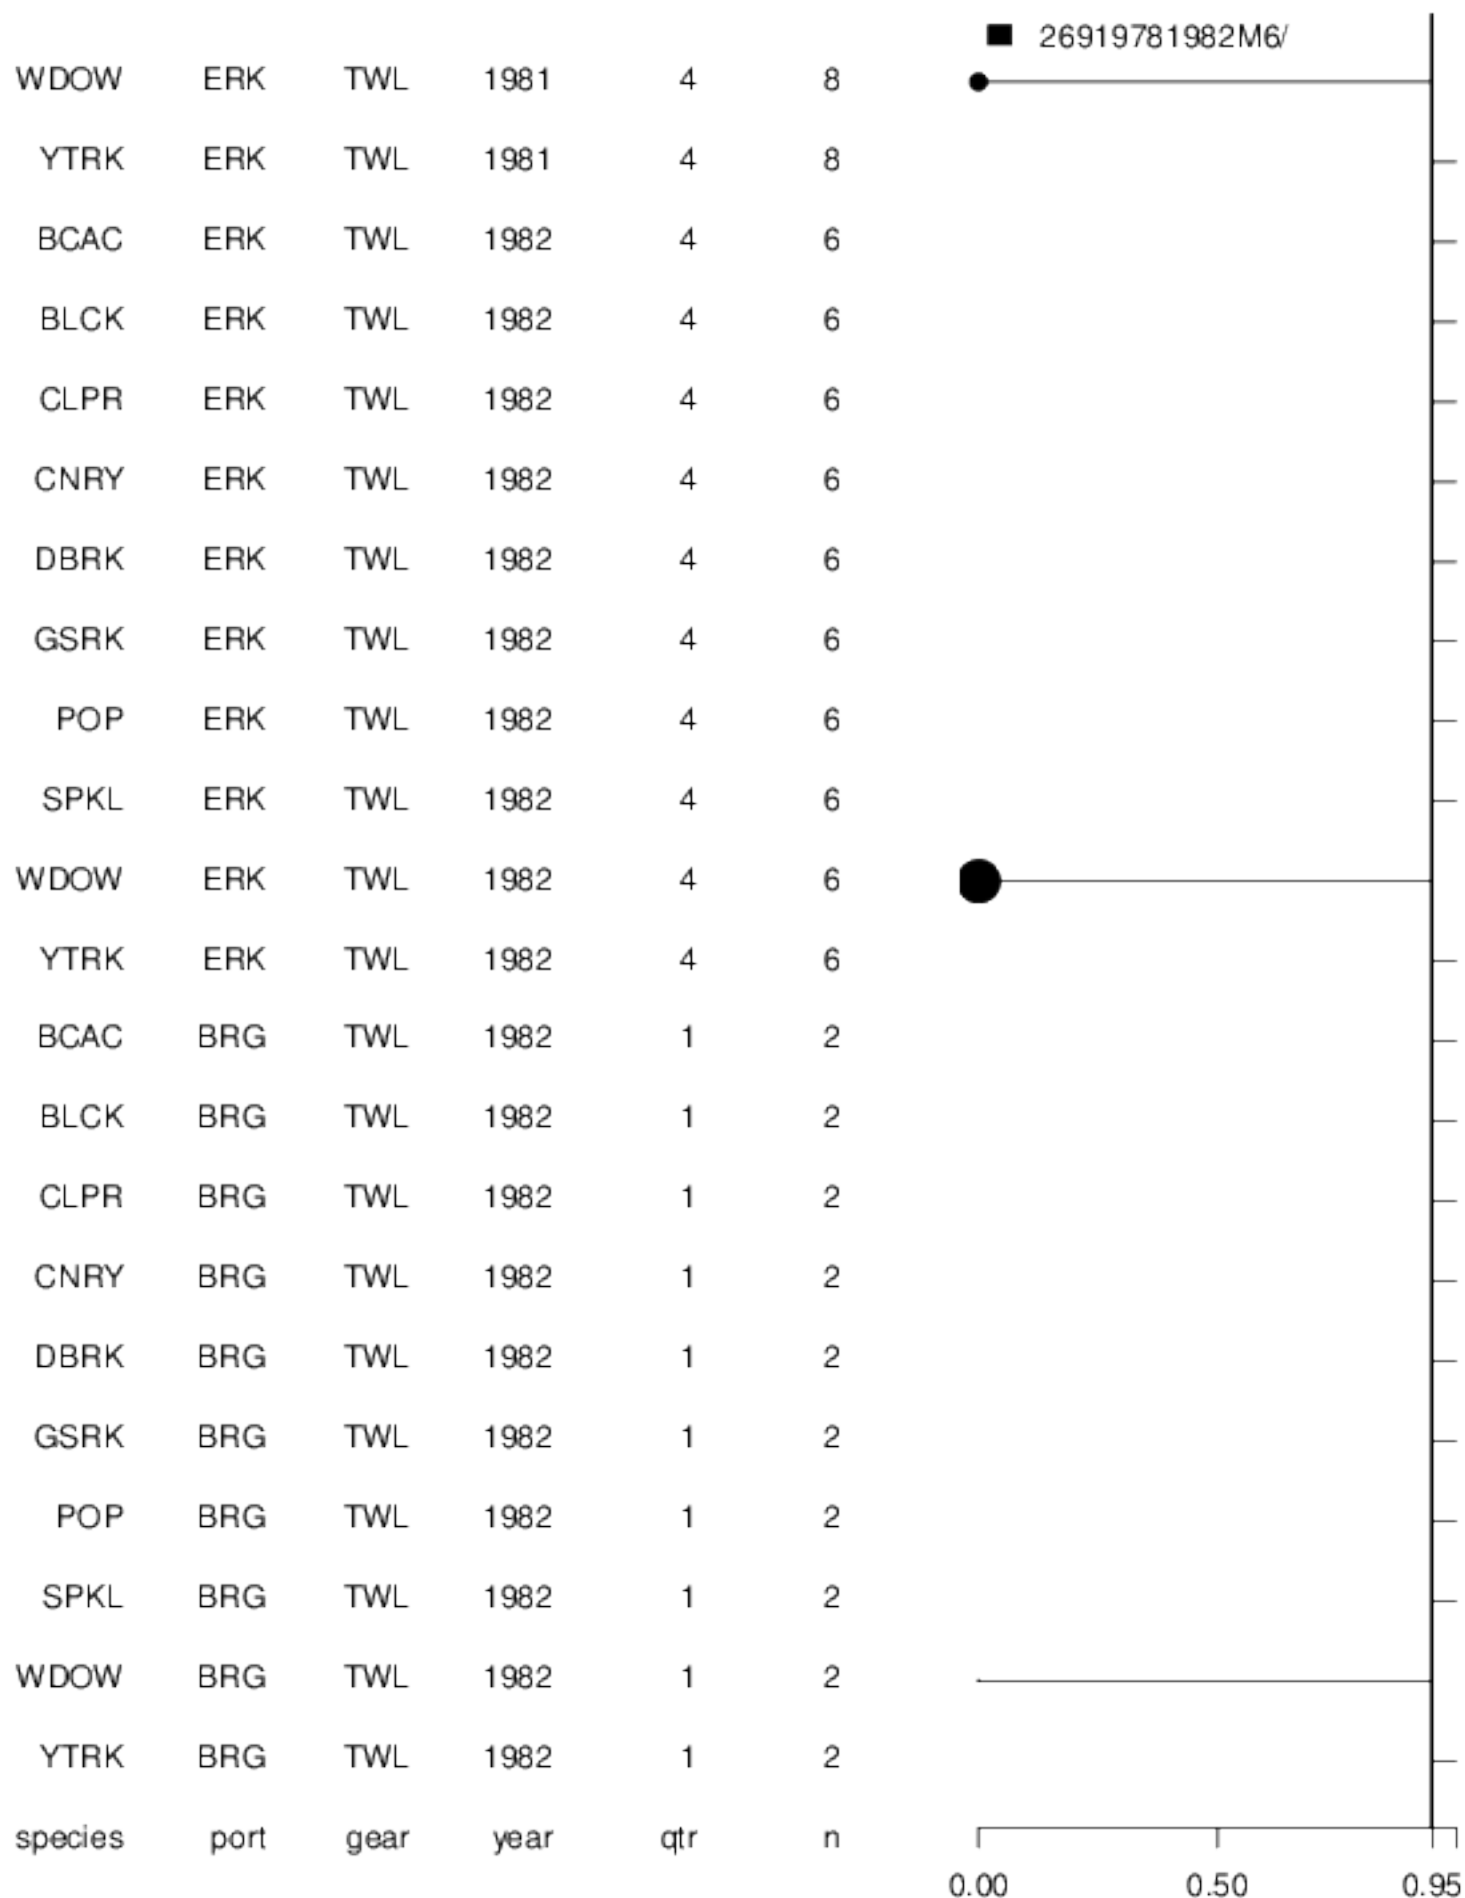 26919781982M6/
WDOW ERK TWL 1981 4 8
YTRK ERK TWL 1981 4 8
BCAC ERK TWL 1982 4 6
BLCK ERK TWL 1982 4 6
CLPR ERK TWL 1982 4 6
CNRY ERK TWL 1982 4 6
DBRK ERK TWL 1982 4 6
GSRK ERK TWL 1982 4 6
POP ERK TWL 1982 4 6
SPKL ERK TWL 1982 4 6
WDOW ERK TWL 1982 4 6
YTRK ERK TWL 1982 4 6
BCAC BRG TWL 1982 1 2
BLCK BRG TWL 1982 1 2
CLPR BRG TWL 1982 1 2
CNRY BRG TWL 1982 1 2
DBRK BRG TWL 1982 1 2
GSRK BRG TWL 1982 1 2
POP BRG TWL 1982 1 2
SPKL BRG TWL 1982 1 2
WDOW BRG TWL 1982 1 2
YTRK BRG TWL 1982 1 2
species port gear year qtr n
0.00 0.50 0.95